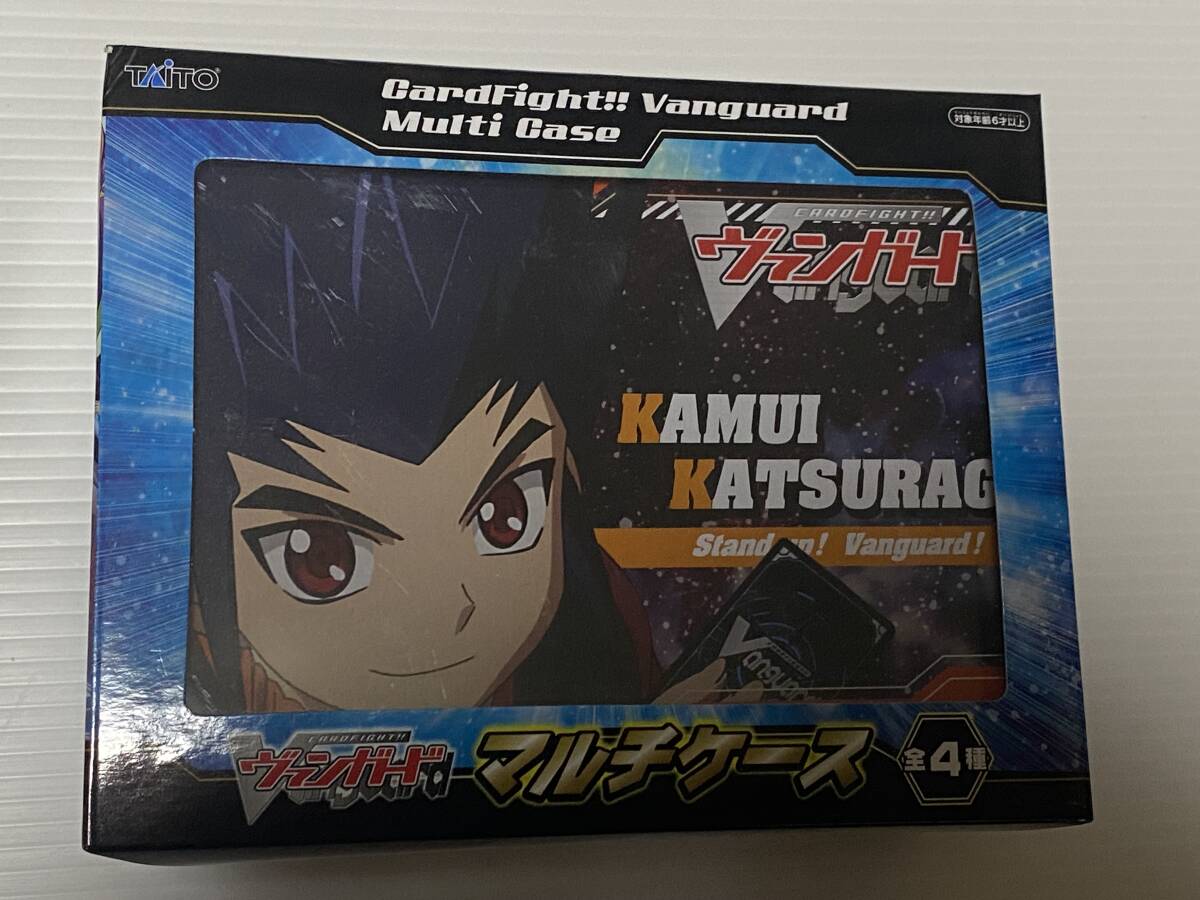 TAITO
CardFight!! Vanguard
Multi Case
対象年齢6才以上
CARDFIGHT!!
ヴァンガード
KAMUI
KATSURAG
Stand up! Vanguard!
Vanguard
CARDFIGHT!!
ヴァンガード
マルチケース
全4種